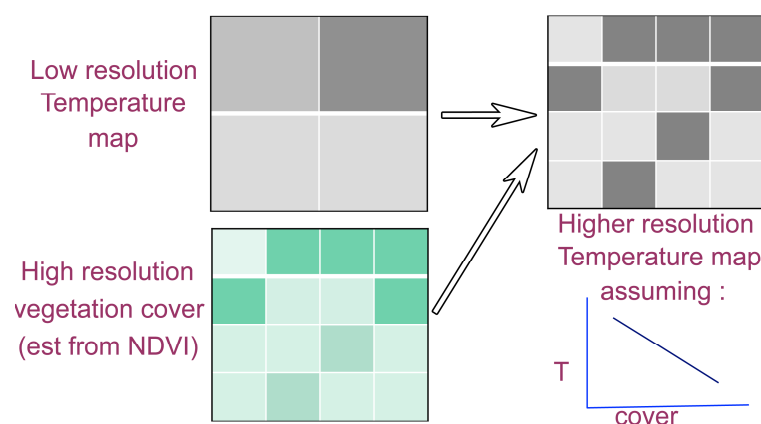 Low resolution
Temperature
map
High resolution
vegetation cover
(est from NDVI)
Higher resolution
Temperature map
assuming :
T
cover